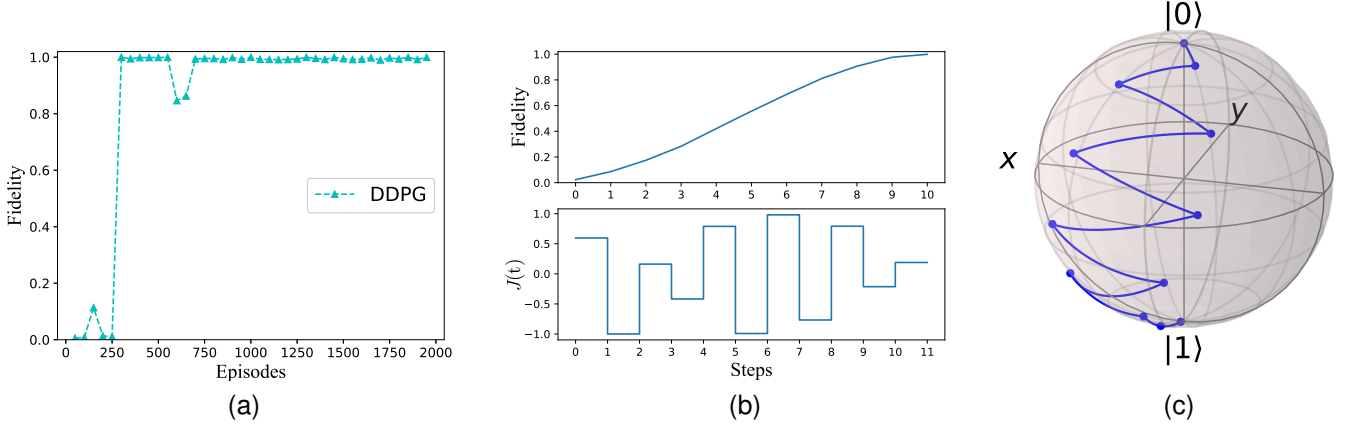 1.0
0.8
0.6
0.4
0.2
0.0
Fidelity
DDPG
0 250 500 750 1000 1250 1500 1750 2000
Episodes
(a)
1.0
0.8
0.6
0.4
0.2
0.0
Fidelity
0 1 2 3 4 5 6 7 8 9 10
1.0
0.5
0.0
−0.5
−1.0
J(t)
0 1 2 3 4 5 6 7 8 9 10 11
Steps
(b)
|0⟩
y
x
|1⟩
(c)